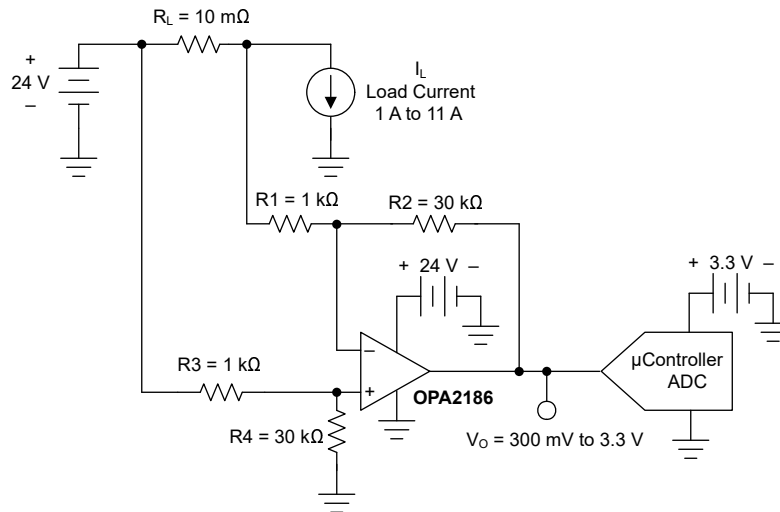 R_L = 10 mΩ
+
24 V
–
I_L
Load Current
1 A to 11 A
R1 = 1 kΩ
R2 = 30 kΩ
+ 24 V –
+ 3.3 V –
R3 = 1 kΩ
–
+
OPA2186
µController
ADC
R4 = 30 kΩ
V_O = 300 mV to 3.3 V